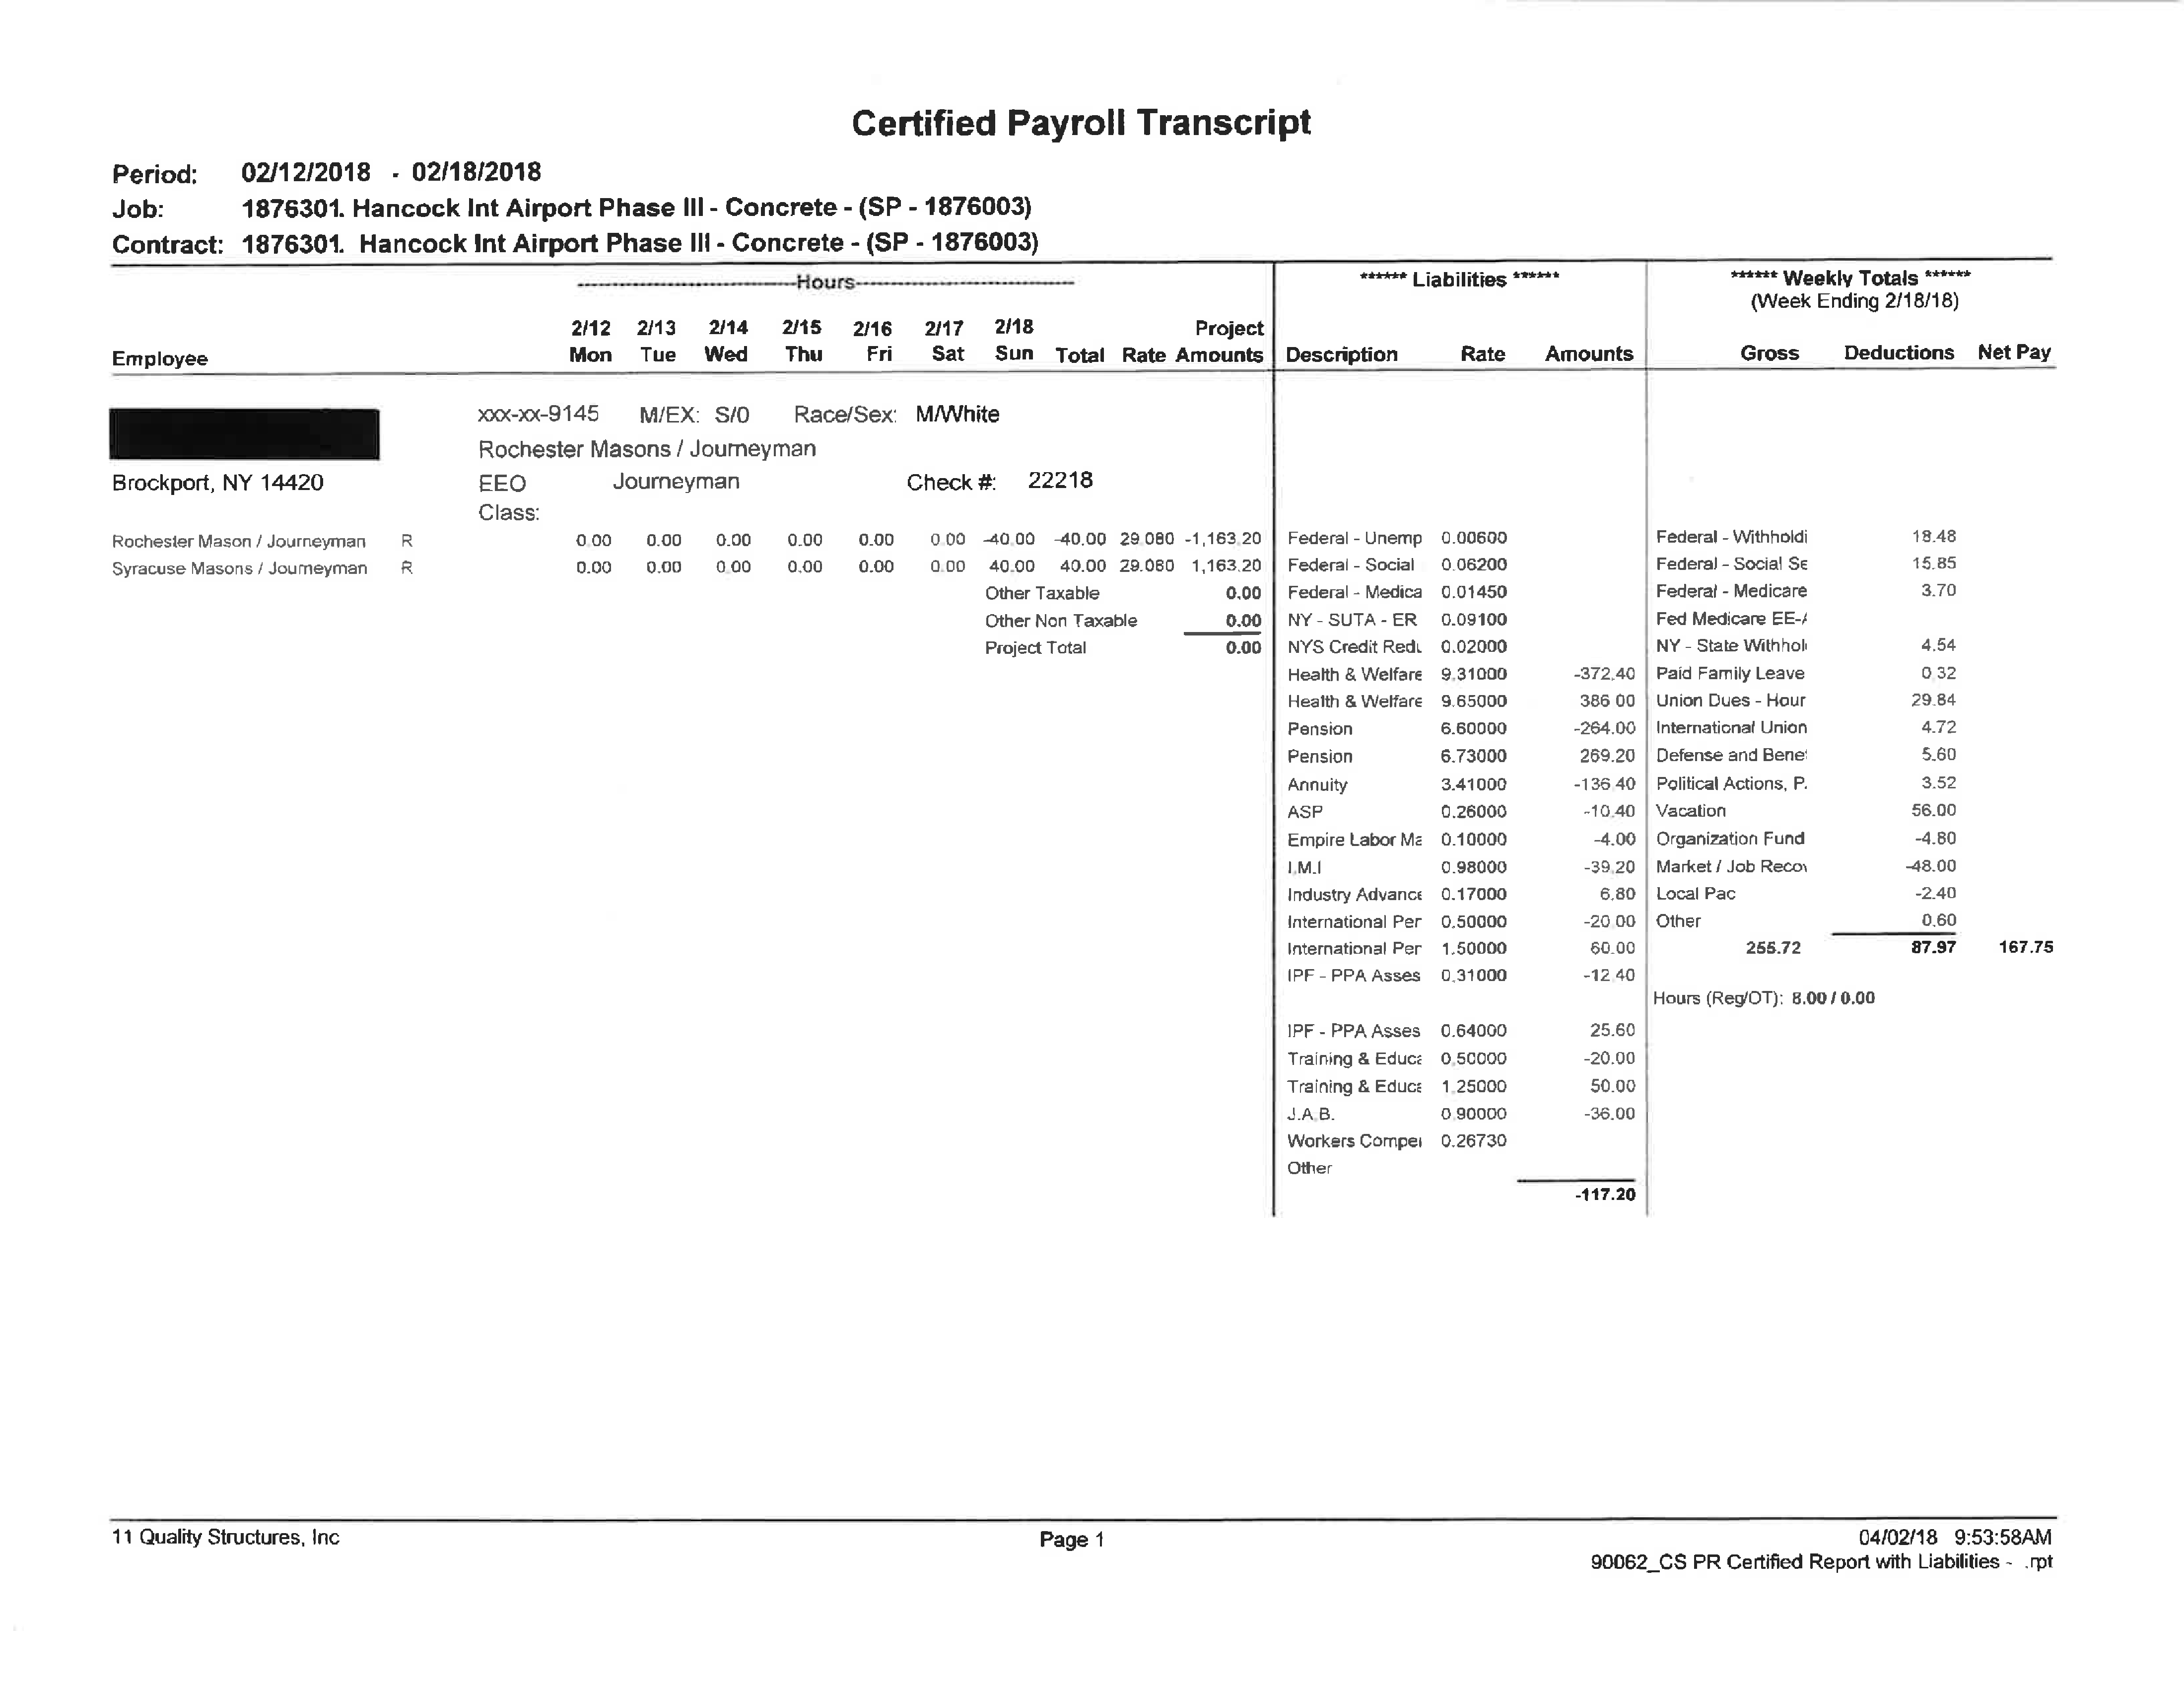 Certified Payroll Transcript
Period: 02/12/2018 - 02/18/2018
Job: 1876301. Hancock Int Airport Phase III - Concrete - (SP - 1876003)
Contract: 1876301. Hancock Int Airport Phase III - Concrete - (SP - 1876003)
Hours ****** Liabilities ****** ****** Weekly Totals ******
(Week Ending 2/18/18)
2/12 2/13 2/14 2/15 2/16 2/17 2/18 Project
Employee Mon Tue Wed Thu Fri Sat Sun Total Rate Amounts Description Rate Amounts Gross Deductions Net Pay
xxx-xx-9145 M/EX: S/0 Race/Sex: M/White
Rochester Masons / Journeyman
Brockport, NY 14420 EEO Journeyman Check #: 22218
Class:
Rochester Mason / Journeyman R 0.00 0.00 0.00 0.00 0.00 0.00 -40.00 -40.00 29.080 -1,163.20 Federal - Unemp 0.00600 Federal - Withholdi 18.48
Syracuse Masons / Journeyman R 0.00 0.00 0.00 0.00 0.00 0.00 40.00 40.00 29.080 1,163.20 Federal - Social 0.06200 Federal - Social Se 15.85
Other Taxable 0.00 Federal - Medica 0.01450 Federal - Medicare 3.70
Other Non Taxable 0.00 NY - SUTA - ER 0.09100 Fed Medicare EE-A
Project Total 0.00 NYS Credit Redu 0.02000 NY - State Withhol 4.54
Health & Welfare 9.31000 -372.40 Paid Family Leave 0.32
Health & Welfare 9.65000 386.00 Union Dues - Hour 29.84
Pension 6.60000 -264.00 International Union 4.72
Pension 6.73000 269.20 Defense and Bene 5.60
Annuity 3.41000 -136.40 Political Actions, P. 3.52
ASP 0.26000 -10.40 Vacation 56.00
Empire Labor Ma 0.10000 -4.00 Organization Fund -4.80
I.M.I 0.98000 -39.20 Market / Job Recov -48.00
Industry Advance 0.17000 6.80 Local Pac -2.40
International Per 0.50000 -20.00 Other 0.60
International Per 1.50000 60.00 255.72 87.97 167.75
IPF - PPA Asses 0.31000 -12.40
Hours (Reg/OT): 8.00 / 0.00
IPF - PPA Asses 0.64000 25.60
Training & Educa 0.50000 -20.00
Training & Educa 1.25000 50.00
J.A.B. 0.90000 -36.00
Workers Compe 0.26730
Other
-117.20
11 Quality Structures, Inc Page 1 04/02/18 9:53:58AM
90062_CS PR Certified Report with Liabilities - .rpt